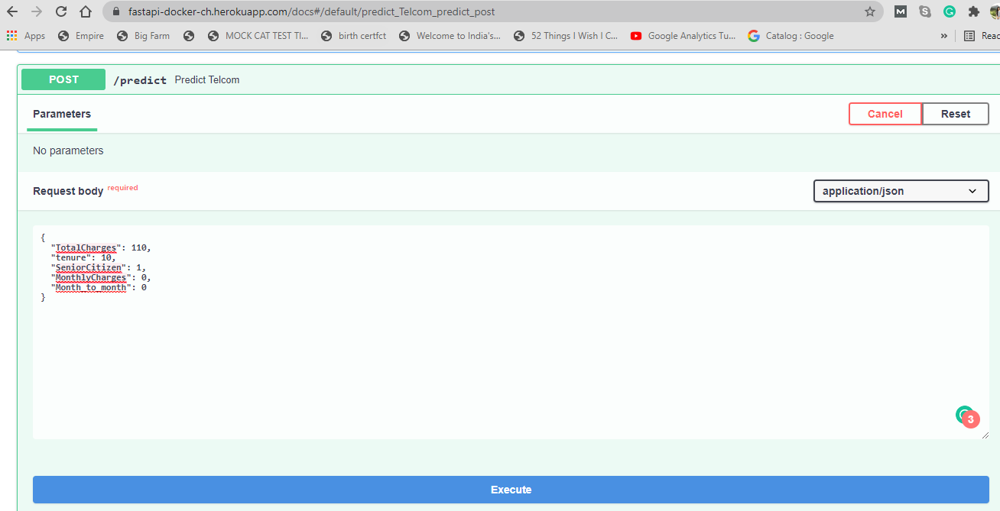 fastapi-docker-ch.herokuapp.com/docs#/default/predict_Telcom_predict_post
M S G
Apps Empire Big Farm MOCK CAT TEST TI... birth certfct Welcome to India's... 52 Things I Wish I C... Google Analytics Tu... Catalog : Google » Read
POST /predict Predict Telcom
Parameters Cancel Reset
No parameters
Request body required application/json
{
"TotalCharges": 110,
"tenure": 10,
"SeniorCitizen": 1,
"MonthlyCharges": 0,
"Month_to_month": 0
}
3
Execute